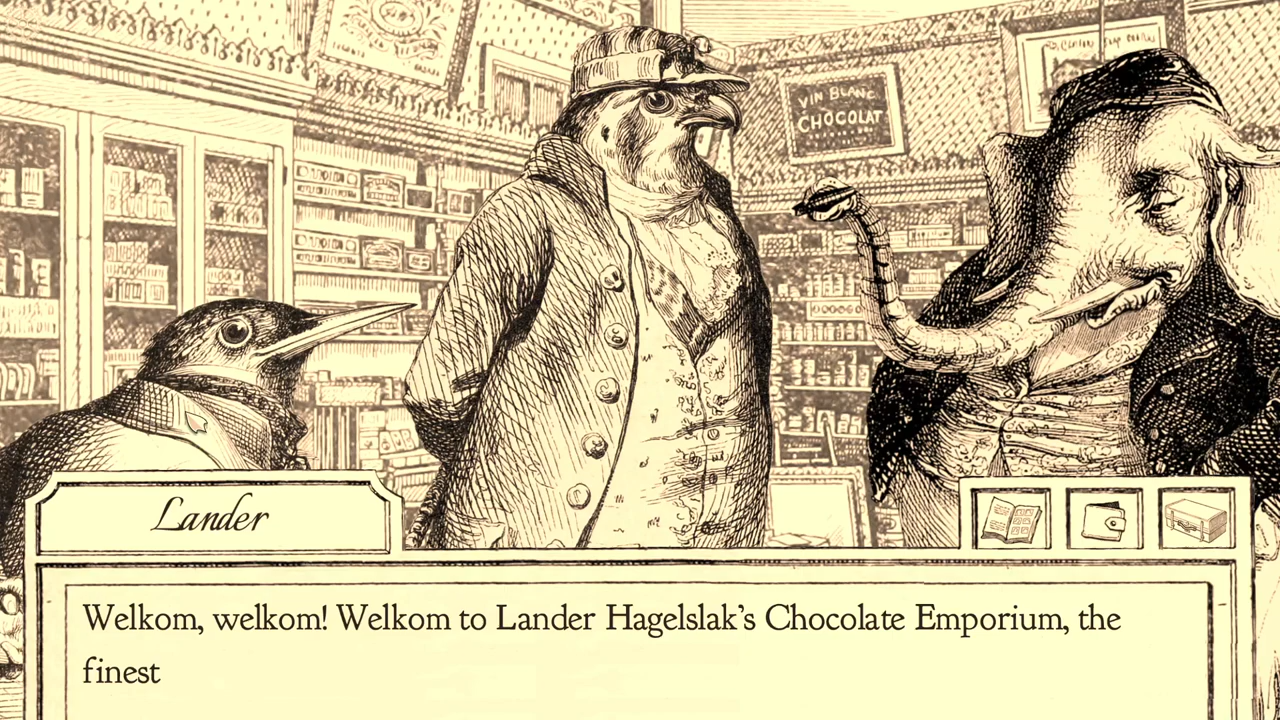 VIN BLANC
CHOCOLAT
Lander
Welkom, welkom! Welkom to Lander Hagelslak’s Chocolate Emporium, the
finest